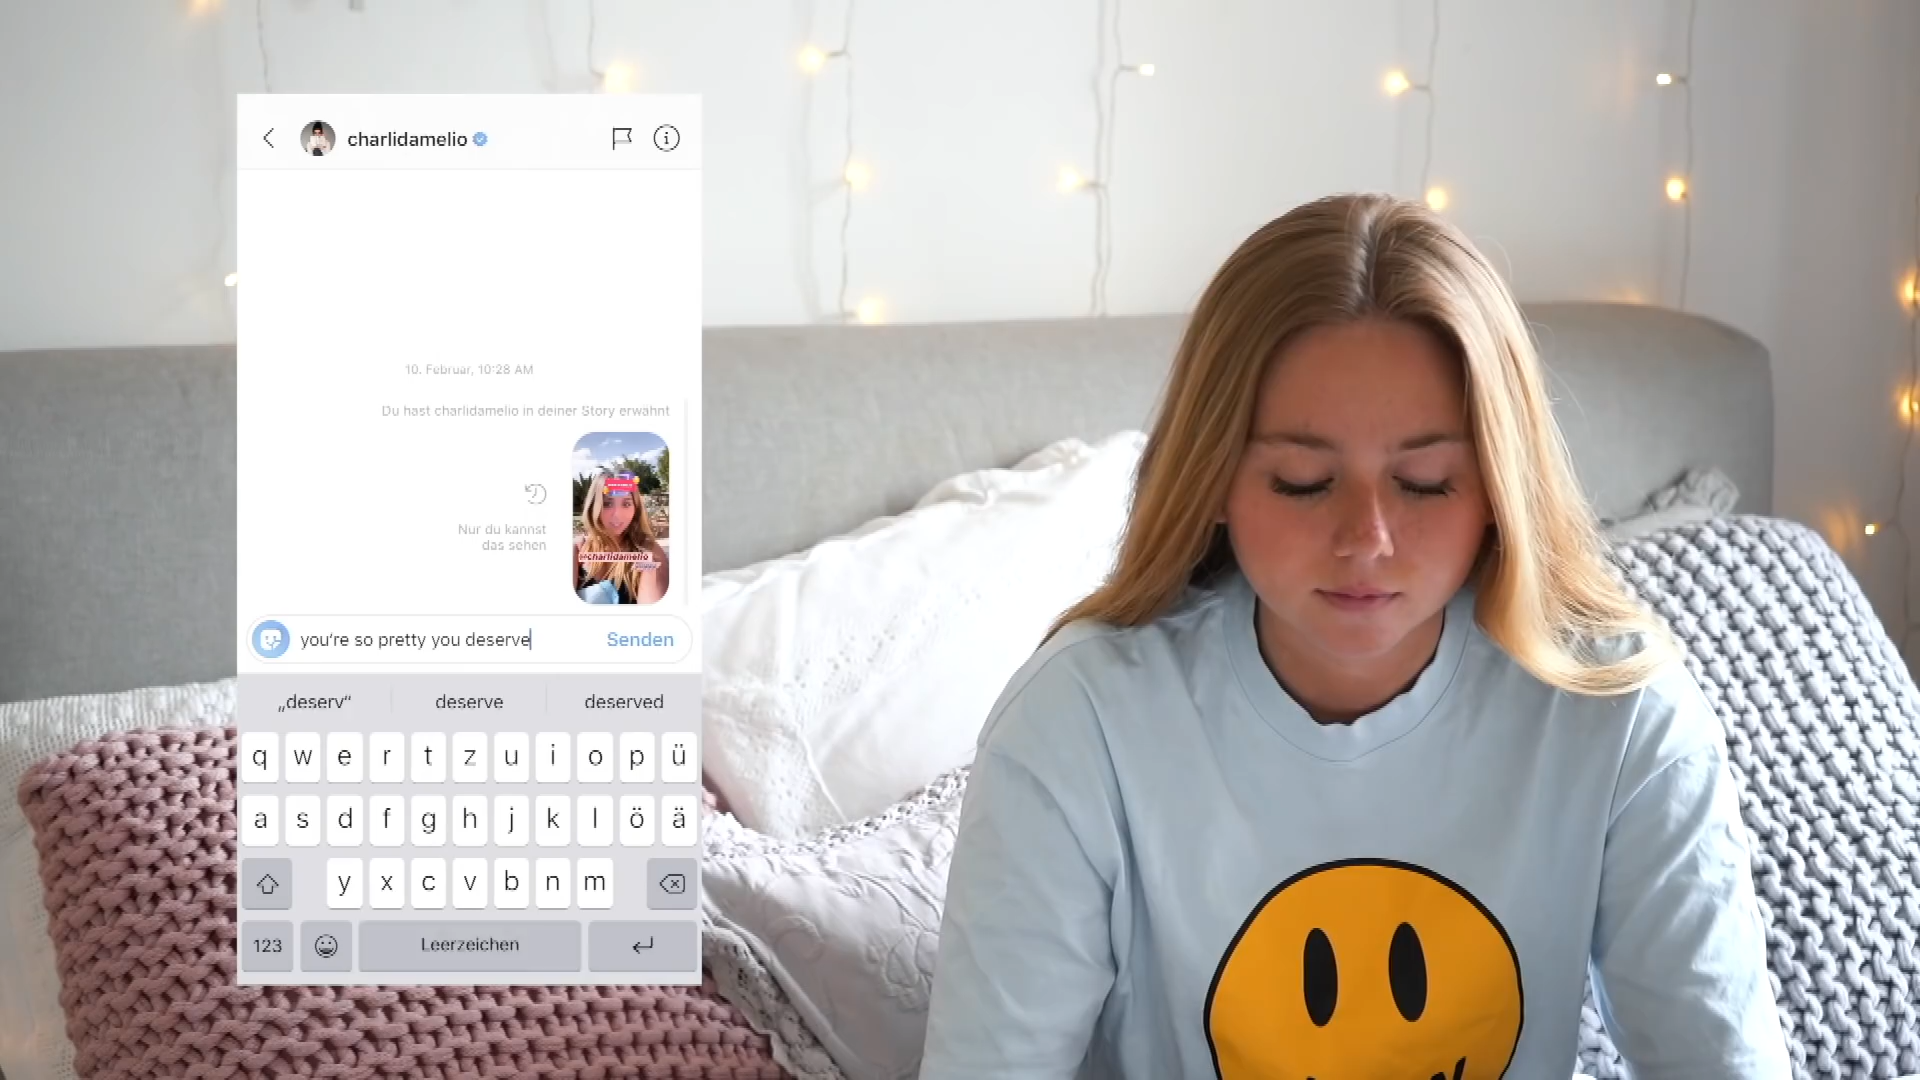 charlidamelio
10. Februar, 10:28 AM
Du hast charlidamelio in deiner Story erwähnt
Nur du kannst
das sehen
@charlidamelio
you're so pretty you deserve
Senden
„deserv“ deserve deserved
q w e r t z u i o p ü
a s d f g h j k l ö ä
y x c v b n m
123 Leerzeichen